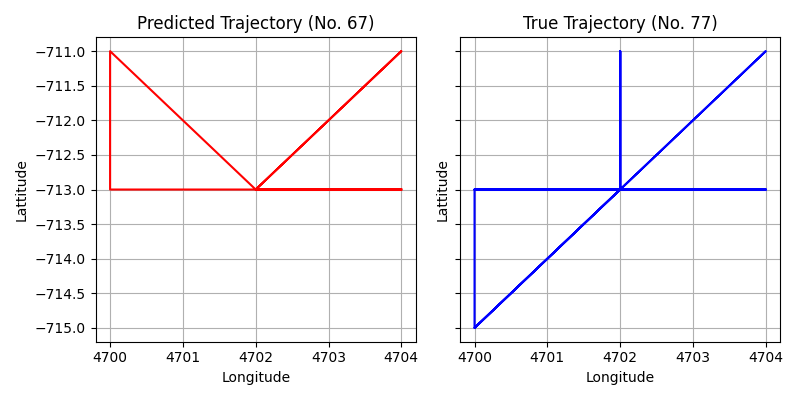 Predicted Trajectory (No. 67)
True Trajectory (No. 77)
Lattitude
−711.0
−711.5
−712.0
−712.5
−713.0
−713.5
−714.0
−714.5
−715.0
4700 4701 4702 4703 4704
Longitude
Lattitude
4700 4701 4702 4703 4704
Longitude